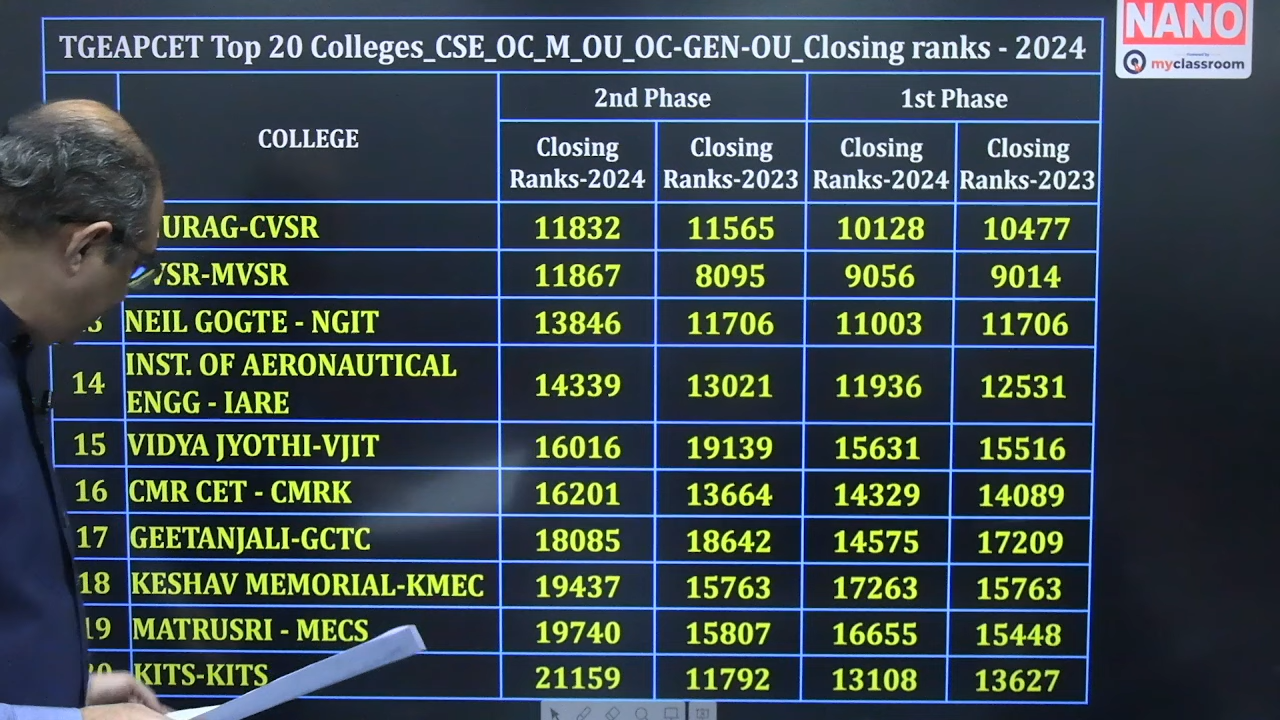 NANO
Powered by
myclassroom
TGEAPCET Top 20 Colleges_CSE_OC_M_OU_OC-GEN-OU_Closing ranks - 2024
COLLEGE 2nd Phase 1st Phase
Closing Ranks-2024 Closing Ranks-2023 Closing Ranks-2024 Closing Ranks-2023
URAG-CVSR 11832 11565 10128 10477
VSR-MVSR 11867 8095 9056 9014
3 NEIL GOGTE - NGIT 13846 11706 11003 11706
14 INST. OF AERONAUTICAL ENGG - IARE 14339 13021 11936 12531
15 VIDYA JYOTHI-VJIT 16016 19139 15631 15516
16 CMR CET - CMRK 16201 13664 14329 14089
17 GEETANJALI-GCTC 18085 18642 14575 17209
18 KESHAV MEMORIAL-KMEC 19437 15763 17263 15763
19 MATRUSRI - MECS 19740 15807 16655 15448
20 KITS-KITS 21159 11792 13108 13627